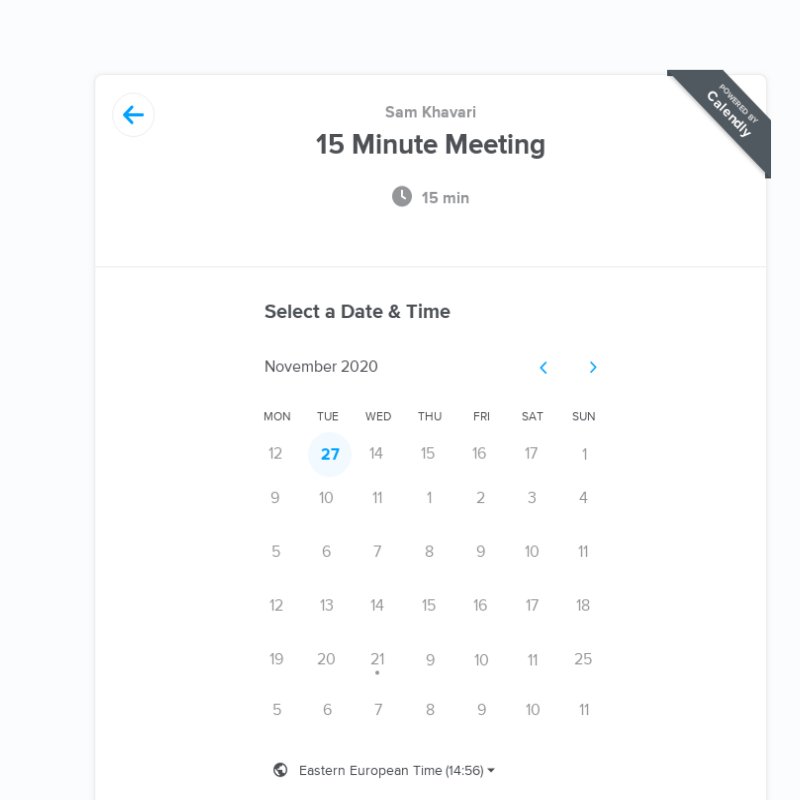 POWERED BY
Calendly
Sam Khavari
15 Minute Meeting
15 min
Select a Date & Time
November 2020
MON TUE WED THU FRI SAT SUN
12 27 14 15 16 17 1
9 10 11 1 2 3 4
5 6 7 8 9 10 11
12 13 14 15 16 17 18
19 20 21 9 10 11 25
5 6 7 8 9 10 11
Eastern European Time (14:56)